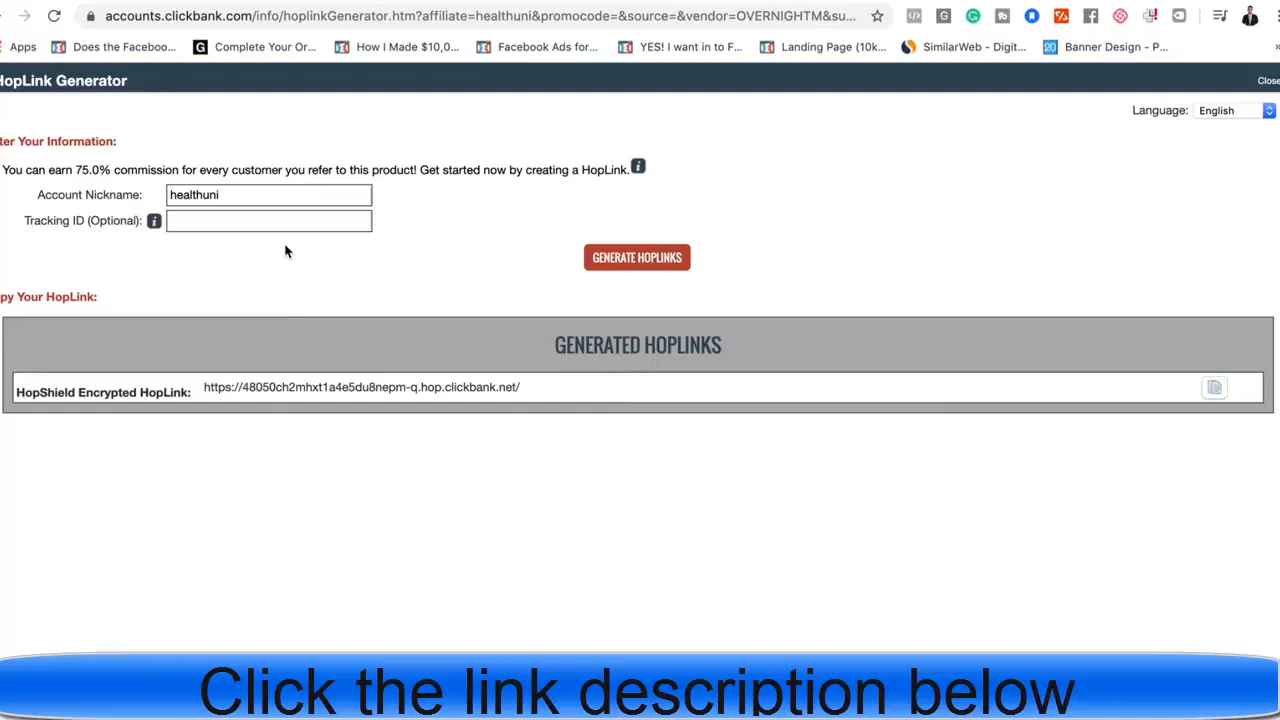 accounts.clickbank.com/info/hoplinkGenerator.htm?affiliate=healthuni&promocode=&source=&vendor=OVERNIGHTM&su...
Apps Does the Faceboo... Complete Your Or... How I Made $10,0... Facebook Ads for... YES! I want in to F... Landing Page (10k... SimilarWeb - Digit... Banner Design - P...
HopLink Generator Close
Language: English
ter Your Information:
You can earn 75.0% commission for every customer you refer to this product! Get started now by creating a HopLink.
Account Nickname: healthuni
Tracking ID (Optional):
GENERATE HOPLINKS
py Your HopLink:
GENERATED HOPLINKS
HopShield Encrypted HopLink: https://48050ch2mhxt1a4e5du8nepm-q.hop.clickbank.net/
Click the link description below